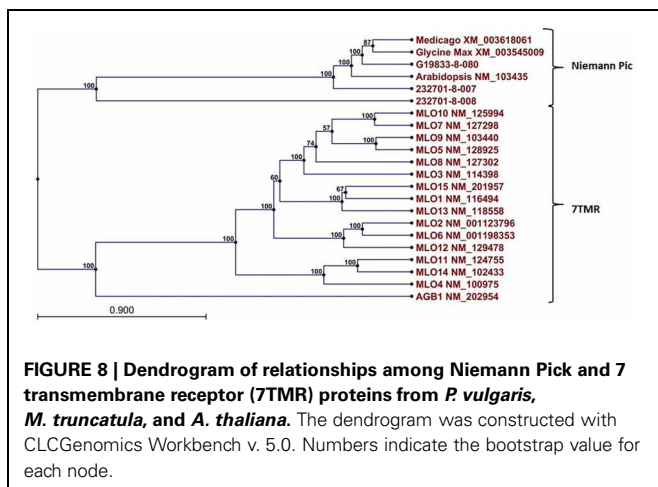 Medicago XM_003618061
Glycine Max XM_003545009
G19833-8-080
Arabidopsis NM_103435
232701-8-007
232701-8-008
MLO10 NM_125994
MLO7 NM_127298
MLO9 NM_103440
MLO5 NM_128925
MLO8 NM_127302
MLO3 NM_114398
MLO15 NM_201957
MLO1 NM_116494
MLO13 NM_118558
MLO2 NM_001123796
MLO6 NM_001198353
MLO12 NM_129478
MLO11 NM_124755
MLO14 NM_102433
MLO4 NM_100975
AGB1 NM_202954
Niemann Pic
7TMR
87
100
100
100
100
100
100
57
100
74
100
100
60
67
100
100
100
100
100
100
100
100
0.900
FIGURE 8 | Dendrogram of relationships among Niemann Pick and 7
transmembrane receptor (7TMR) proteins from P. vulgaris,
M. truncatula, and A. thaliana. The dendrogram was constructed with
CLCGenomics Workbench v. 5.0. Numbers indicate the bootstrap value for
each node.